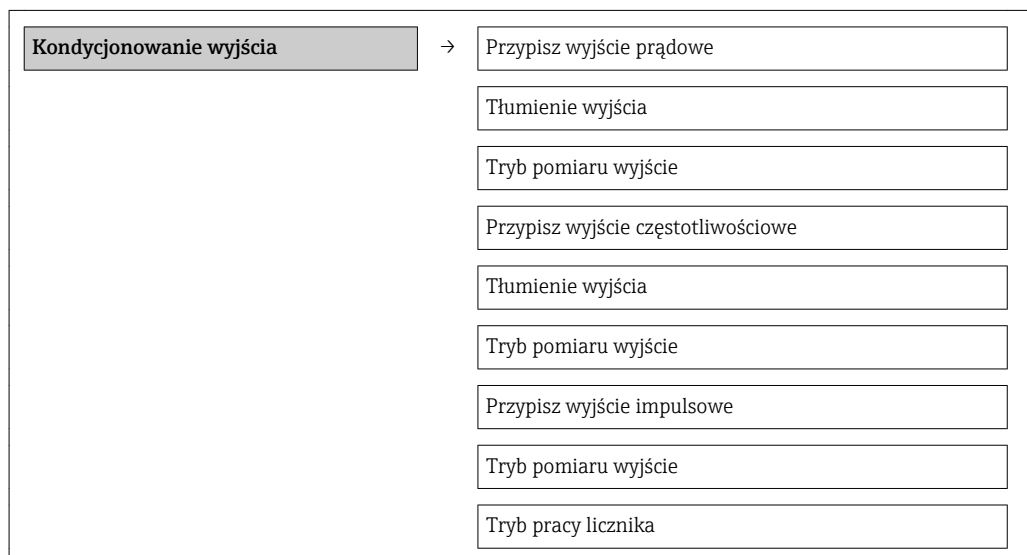 Kondycjonowanie wyjścia → Przypisz wyjście prądowe
Tłumienie wyjścia
Tryb pomiaru wyjście
Przypisz wyjście częstotliwościowe
Tłumienie wyjścia
Tryb pomiaru wyjście
Przypisz wyjście impulsowe
Tryb pomiaru wyjście
Tryb pracy licznika